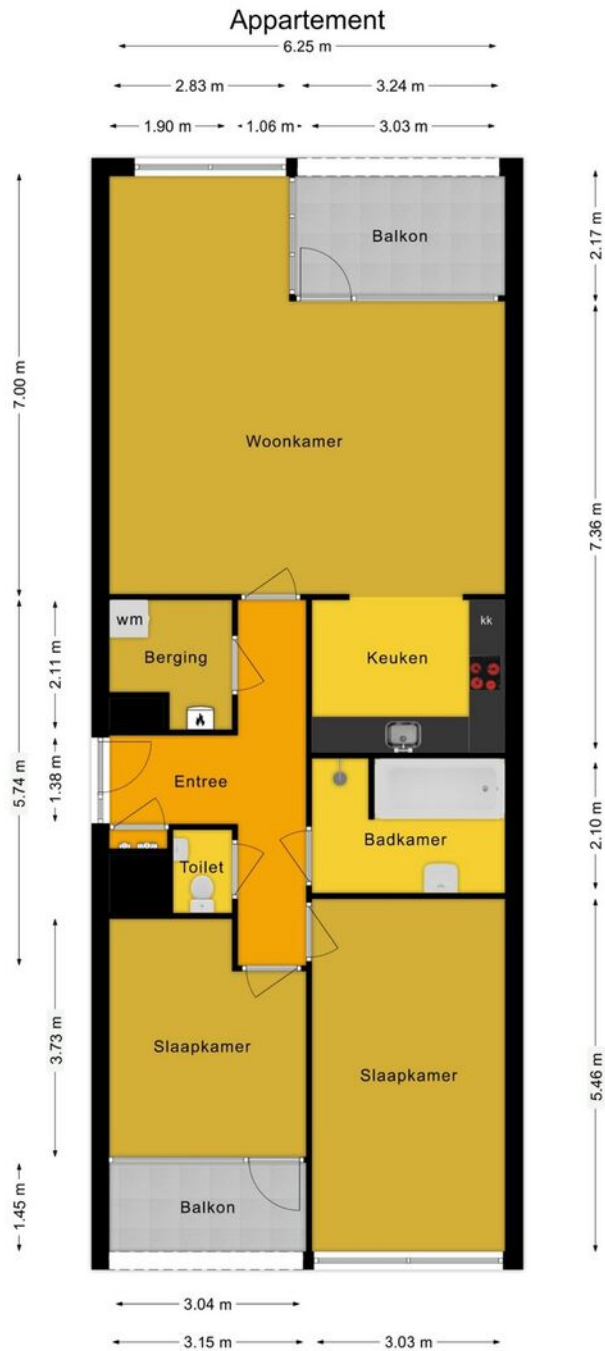 Appartement
6.25 m
2.83 m 3.24 m
1.90 m 1.06 m 3.03 m
Balkon
2.17 m
7.00 m
Woonkamer
7.36 m
wm
kk
Berging
Keuken
2.11 m
Entree
1.38 m
5.74 m
Badkamer
2.10 m
Toilet
Slaapkamer
3.73 m
Slaapkamer
5.46 m
Balkon
1.45 m
3.04 m
3.15 m 3.03 m